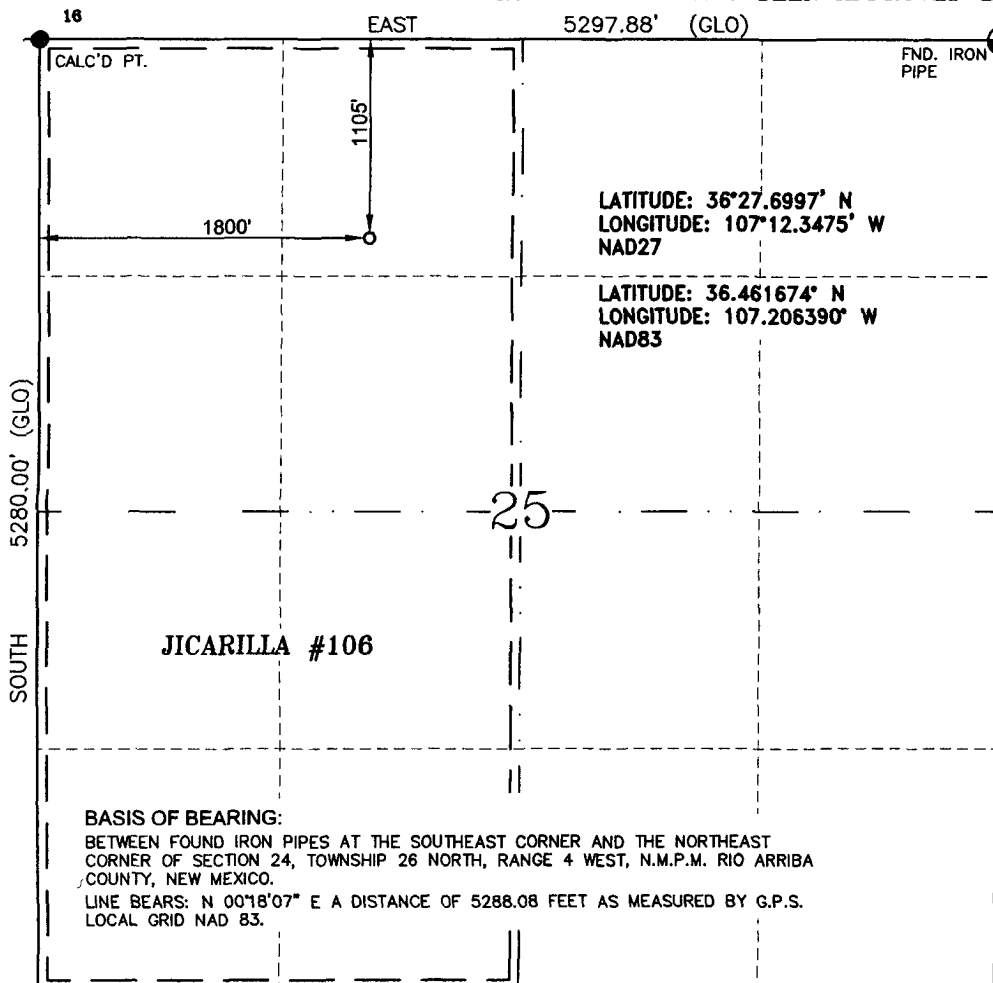 16
EAST 5297.88' (GLO)
CALC'D PT.
FND. IRON
PIPE
1105'
1800'
LATITUDE: 36°27.6997' N
LONGITUDE: 107°12.3475' W
NAD27
LATITUDE: 36.461674° N
LONGITUDE: 107.206390° W
NAD83
SOUTH 5280.00' (GLO)
25
JICARILLA #106
BASIS OF BEARING:
BETWEEN FOUND IRON PIPES AT THE SOUTHEAST CORNER AND THE NORTHEAST
CORNER OF SECTION 24, TOWNSHIP 26 NORTH, RANGE 4 WEST, N.M.P.M. RIO ARRIBA
COUNTY, NEW MEXICO.
LINE BEARS: N 00°18'07" E A DISTANCE OF 5288.08 FEET AS MEASURED BY G.P.S.
LOCAL GRID NAD 83.